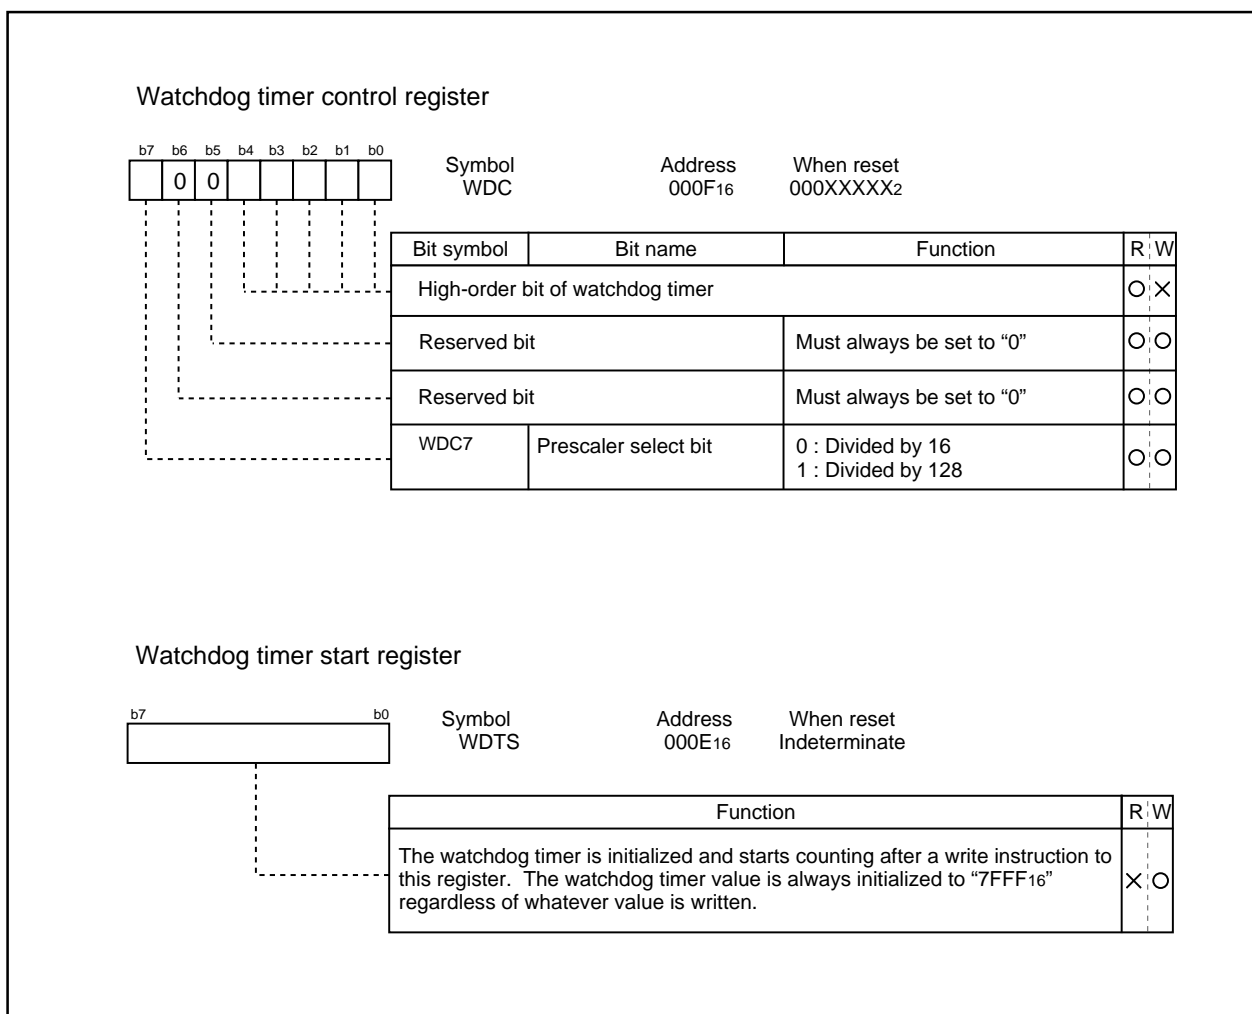 Watchdog timer control register
b7 b6 b5 b4 b3 b2 b1 b0
0 0
Symbol Address When reset
WDC 000F16 000XXXXX2
Bit symbol Bit name Function R W
High-order bit of watchdog timer
Reserved bit Must always be set to “0”
Reserved bit Must always be set to “0”
WDC7 Prescaler select bit 0 : Divided by 16
1 : Divided by 128
Watchdog timer start register
b7 b0
Symbol Address When reset
WDTS 000E16 Indeterminate
Function R W
The watchdog timer is initialized and starts counting after a write instruction to
this register. The watchdog timer value is always initialized to “7FFF16”
regardless of whatever value is written.